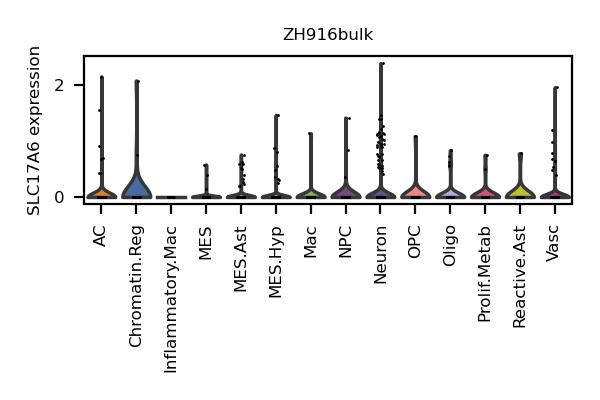 ZH916bulk
SLC17A6 expression
2
0
AC
Chromatin.Reg
Inflammatory.Mac
MES
MES.Ast
MES.Hyp
Mac
NPC
Neuron
OPC
Oligo
Prolif.Metab
Reactive.Ast
Vasc